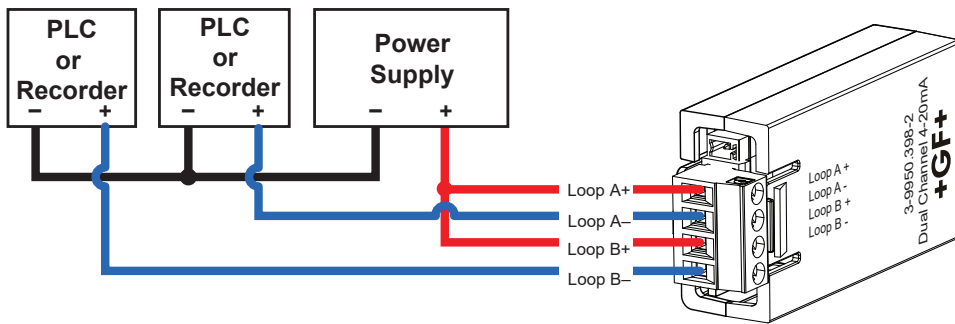 PLC
or
Recorder
− +
PLC
or
Recorder
− +
Power
Supply
− +
Loop A+
Loop A–
Loop B+
Loop B–
Loop A +
Loop A -
Loop B +
Loop B -
3-9950.398-2
Dual Channel 4-20mA
+GF+